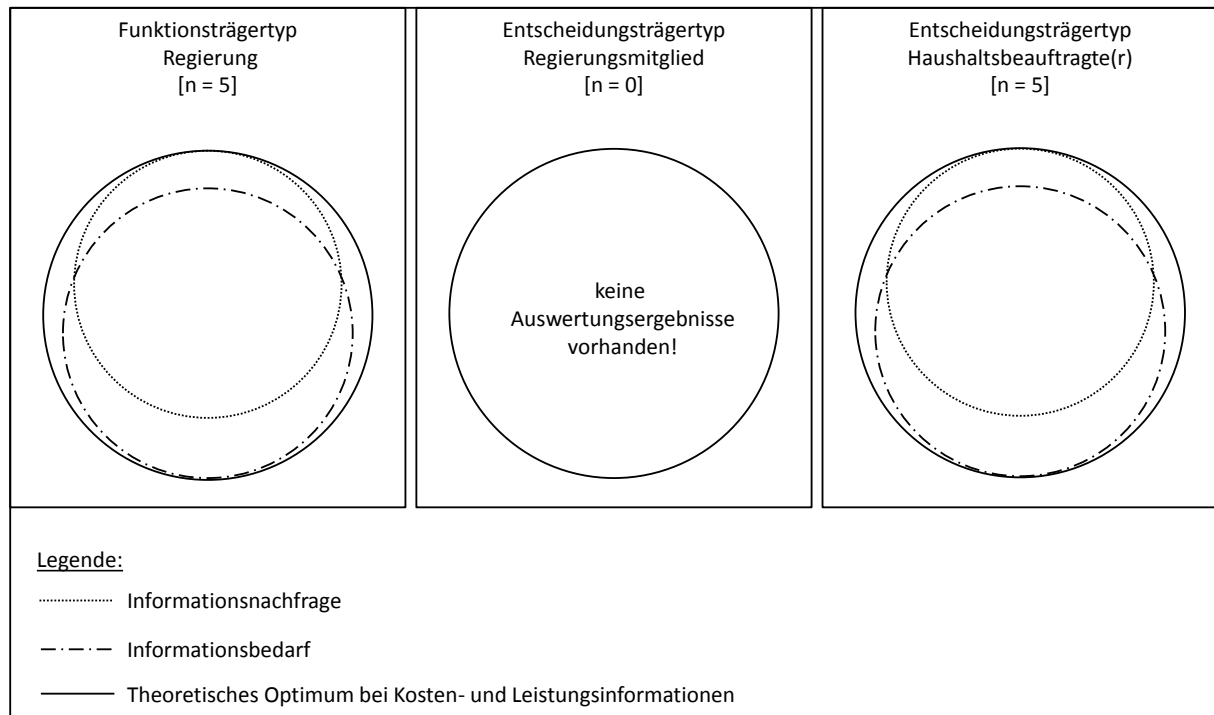 Funktionsträgertyp
Regierung
[n = 5]
Entscheidungsträgertyp
Regierungsmitglied
[n = 0]
keine
Auswertungsergebnisse
vorhanden!
Entscheidungsträgertyp
Haushaltsbeauftragte(r)
[n = 5]
Legende:
Informationsnachfrage
Informationsbedarf
Theoretisches Optimum bei Kosten- und Leistungsinformationen